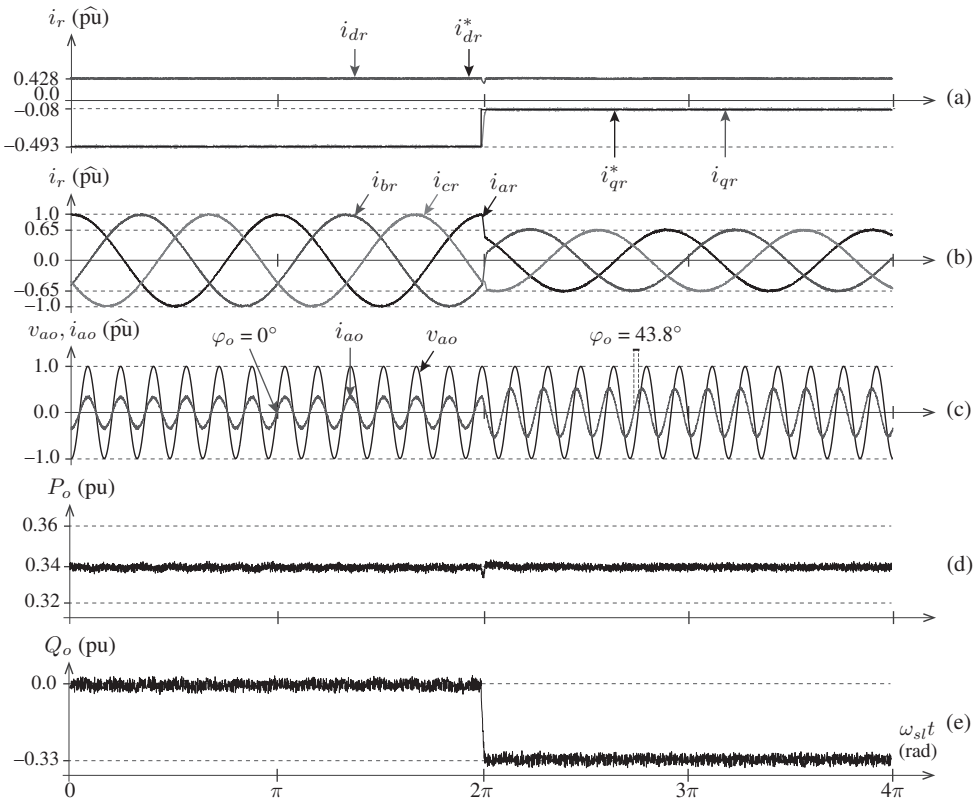 i_r (p̂u)
i_dr
i*_dr
0.428
0.0
−0.08
−0.493
(a)
i*_qr
i_qr
i_r (p̂u)
i_br
i_cr
i_ar
1.0
0.65
0.0
−0.65
−1.0
(b)
v_ao, i_ao (p̂u)
φ_o = 0°
i_ao
v_ao
φ_o = 43.8°
1.0
0.0
−1.0
(c)
P_o (pu)
0.36
0.34
0.32
(d)
Q_o (pu)
0.0
−0.33
(e)
ω_sl t
(rad)
0 π 2π 3π 4π